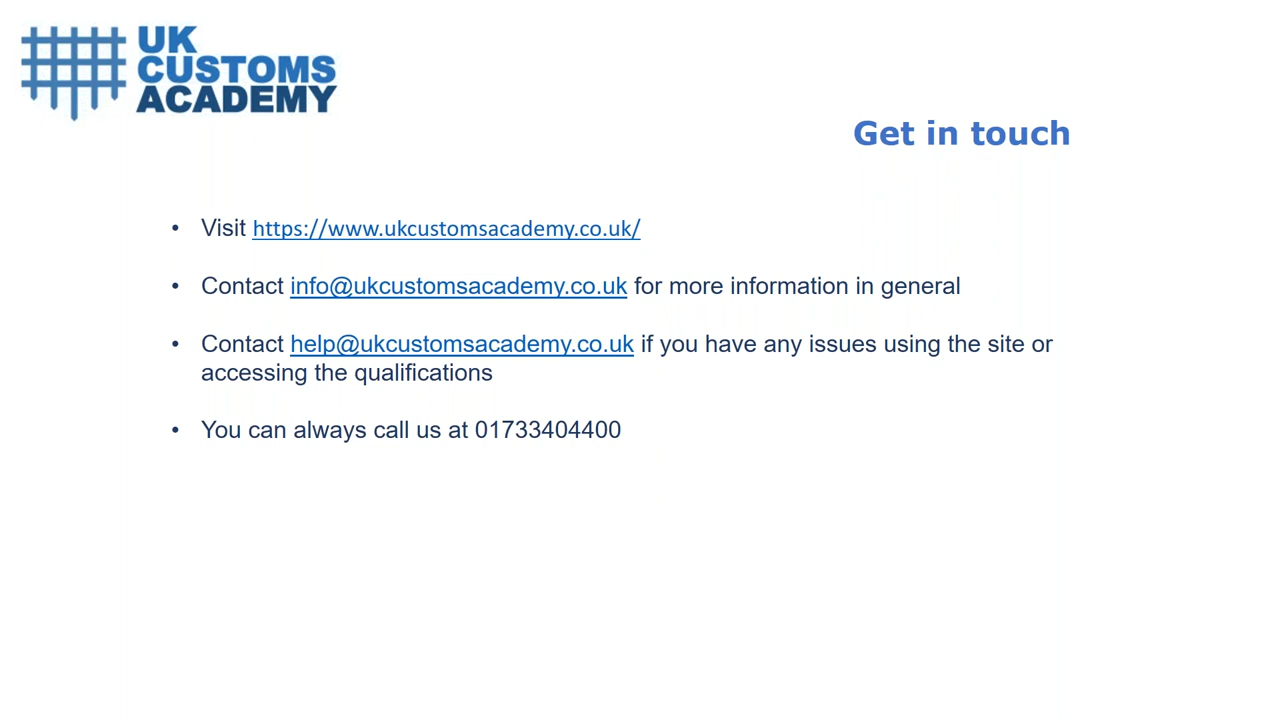 UK
CUSTOMS
ACADEMY
Get in touch
• Visit https://www.ukcustomsacademy.co.uk/
• Contact info@ukcustomsacademy.co.uk for more information in general
• Contact help@ukcustomsacademy.co.uk if you have any issues using the site or
accessing the qualifications
• You can always call us at 01733404400